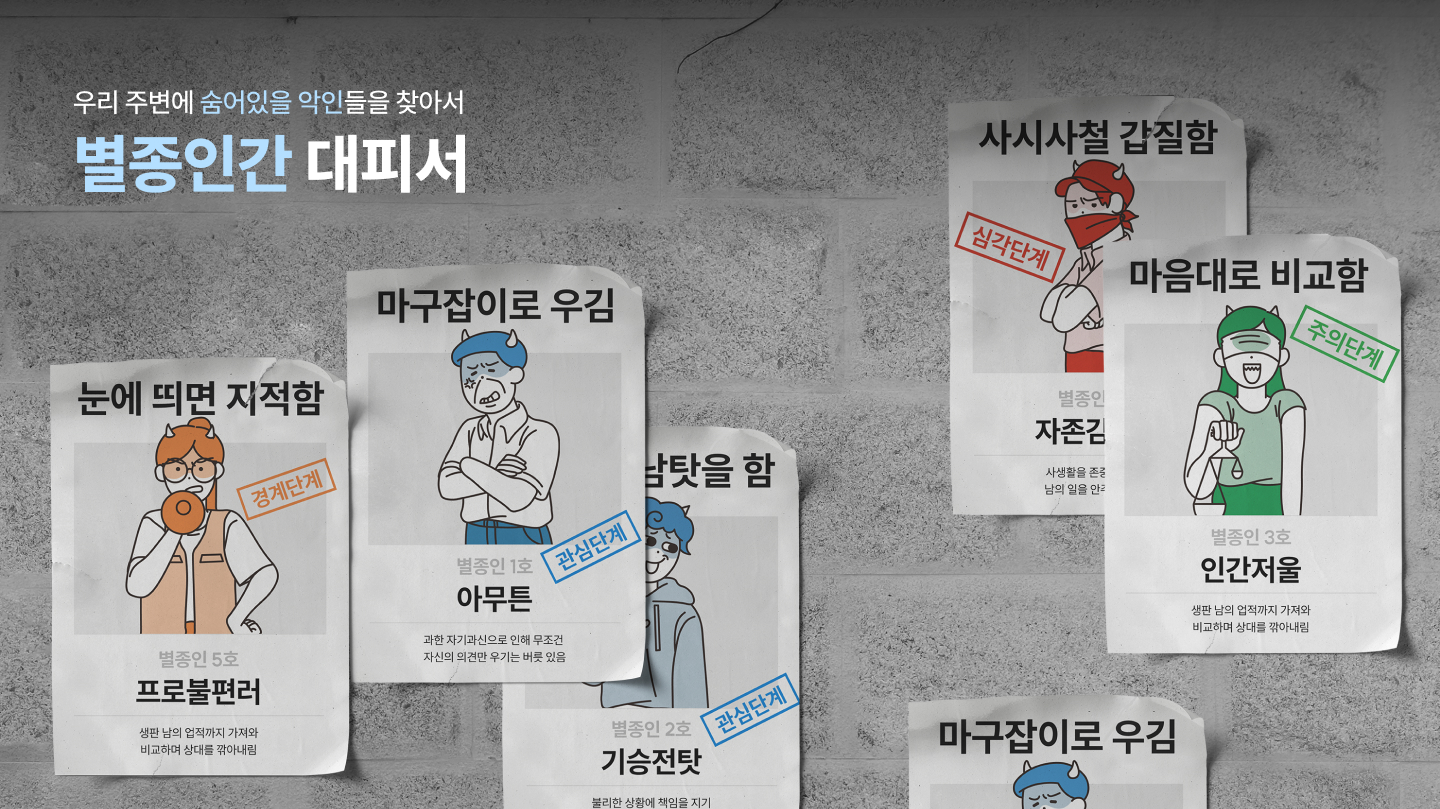 우리 주변에 숨어있을 악인들을 찾아서
별종인간 대피서
눈에 띄면 지적함
경계단계
별종인 5호
프로불편러
생판 남의 업적까지 가져와
비교하며 상대를 깎아내림
마구잡이로 우김
관심단계
별종인 1호
아무튼
과한 자기과신으로 인해 무조건
자신의 의견만 우기는 버릇 있음
남탓을 함
관심단계
별종인 2호
기승전탓
불리한 상황에 책임을 지기
사시사철 갑질함
심각단계
별종인
자존감
사생활을 존중
남의 일을 안
마음대로 비교함
주의단계
별종인 3호
인간저울
생판 남의 업적까지 가져와
비교하며 상대를 깎아내림
마구잡이로 우김